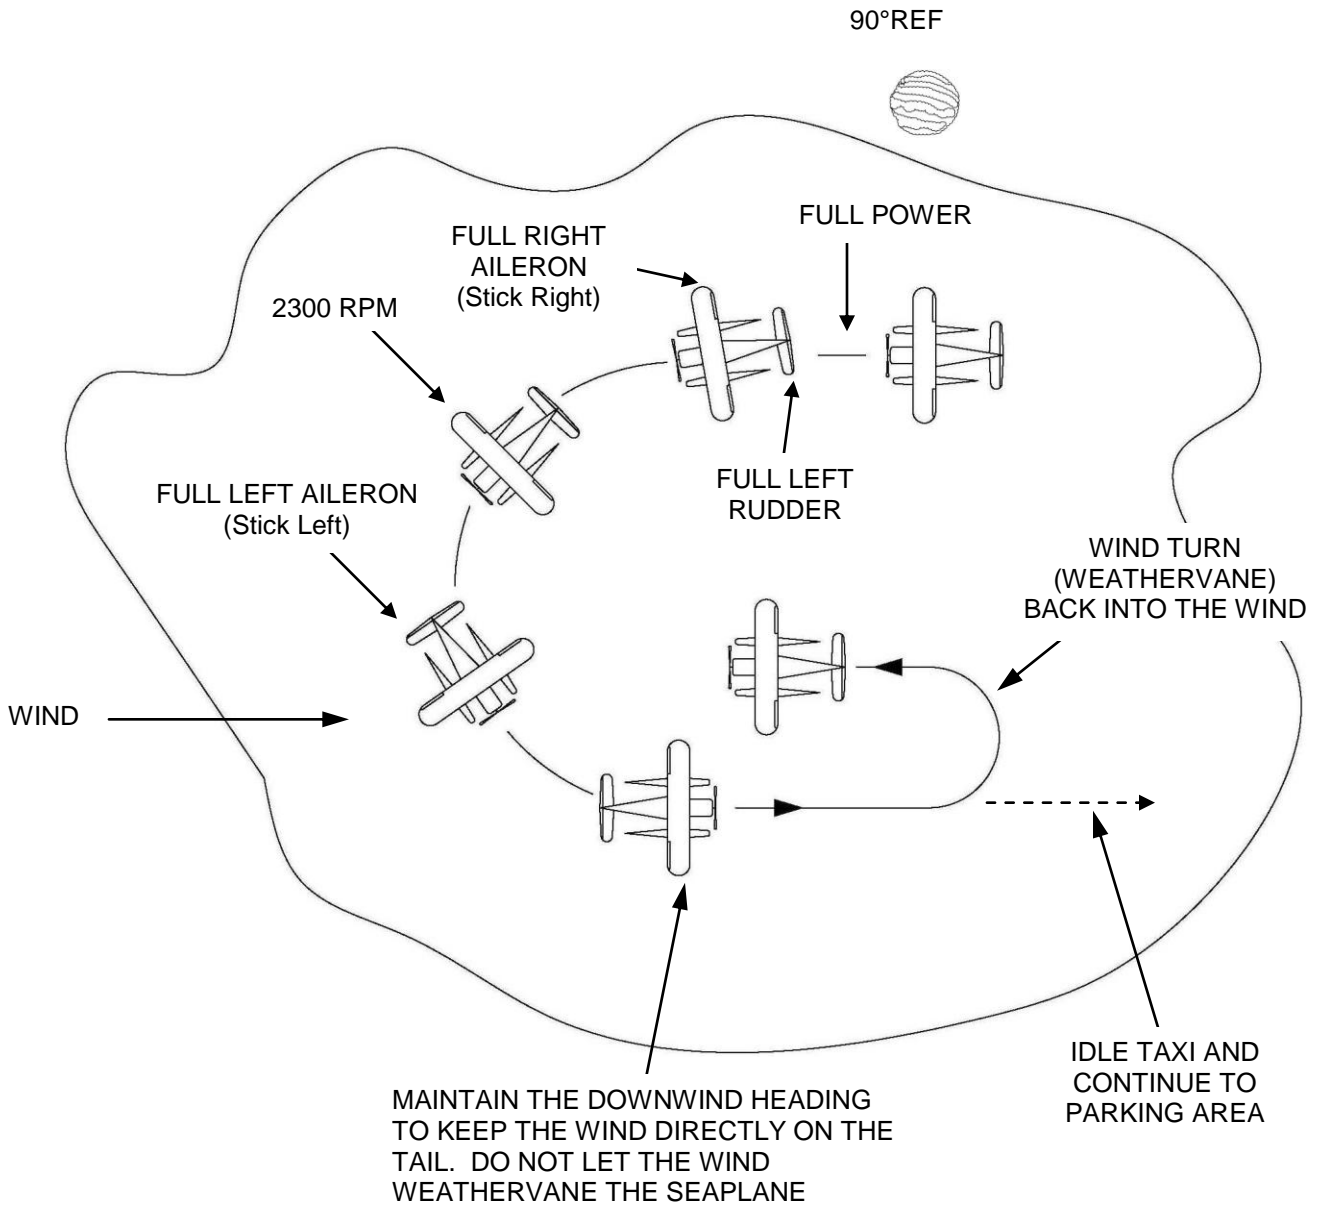 90°REF
FULL POWER
FULL RIGHT
AILERON
(Stick Right)
2300 RPM
FULL LEFT
RUDDER
FULL LEFT AILERON
(Stick Left)
WIND TURN
(WEATHERVANE)
BACK INTO THE WIND
WIND
IDLE TAXI AND
CONTINUE TO
PARKING AREA
MAINTAIN THE DOWNWIND HEADING
TO KEEP THE WIND DIRECTLY ON THE
TAIL.  DO NOT LET THE WIND
WEATHERVANE THE SEAPLANE